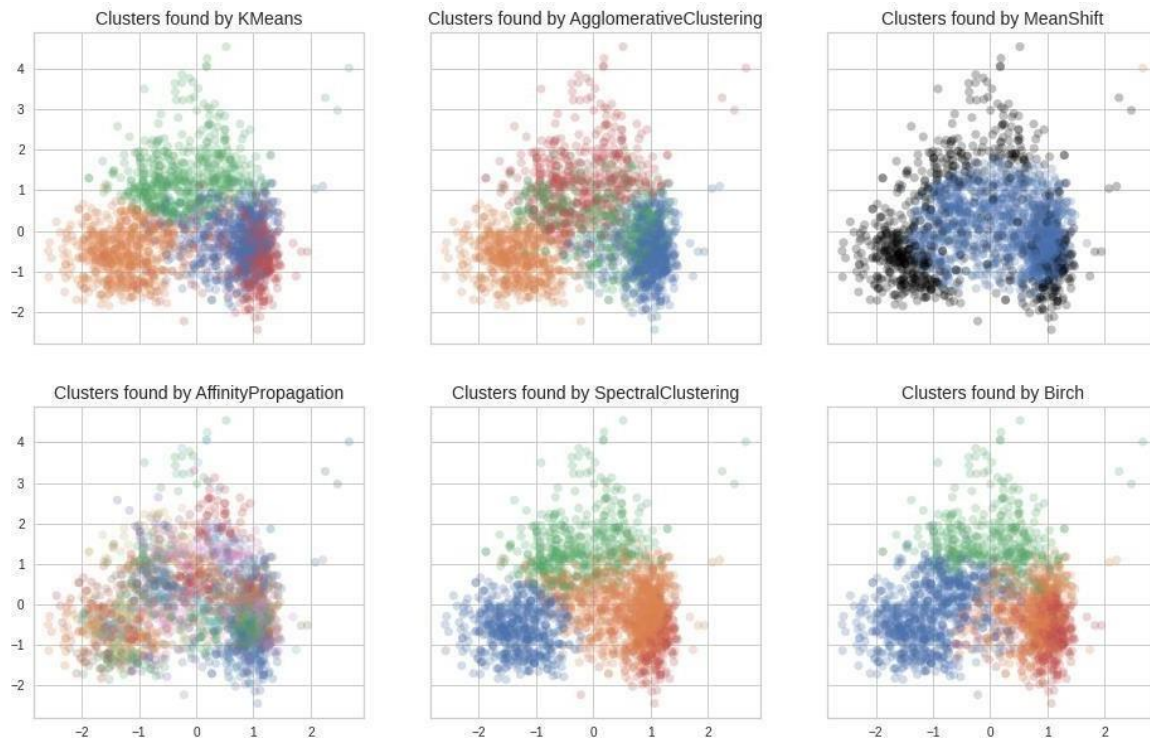 Clusters found by KMeans
Clusters found by AgglomerativeClustering
Clusters found by MeanShift
4
3
2
1
0
−1
−2
Clusters found by AffinityPropagation
Clusters found by SpectralClustering
Clusters found by Birch
4
3
2
1
0
−1
−2
−2 −1 0 1 2
−2 −1 0 1 2
−2 −1 0 1 2